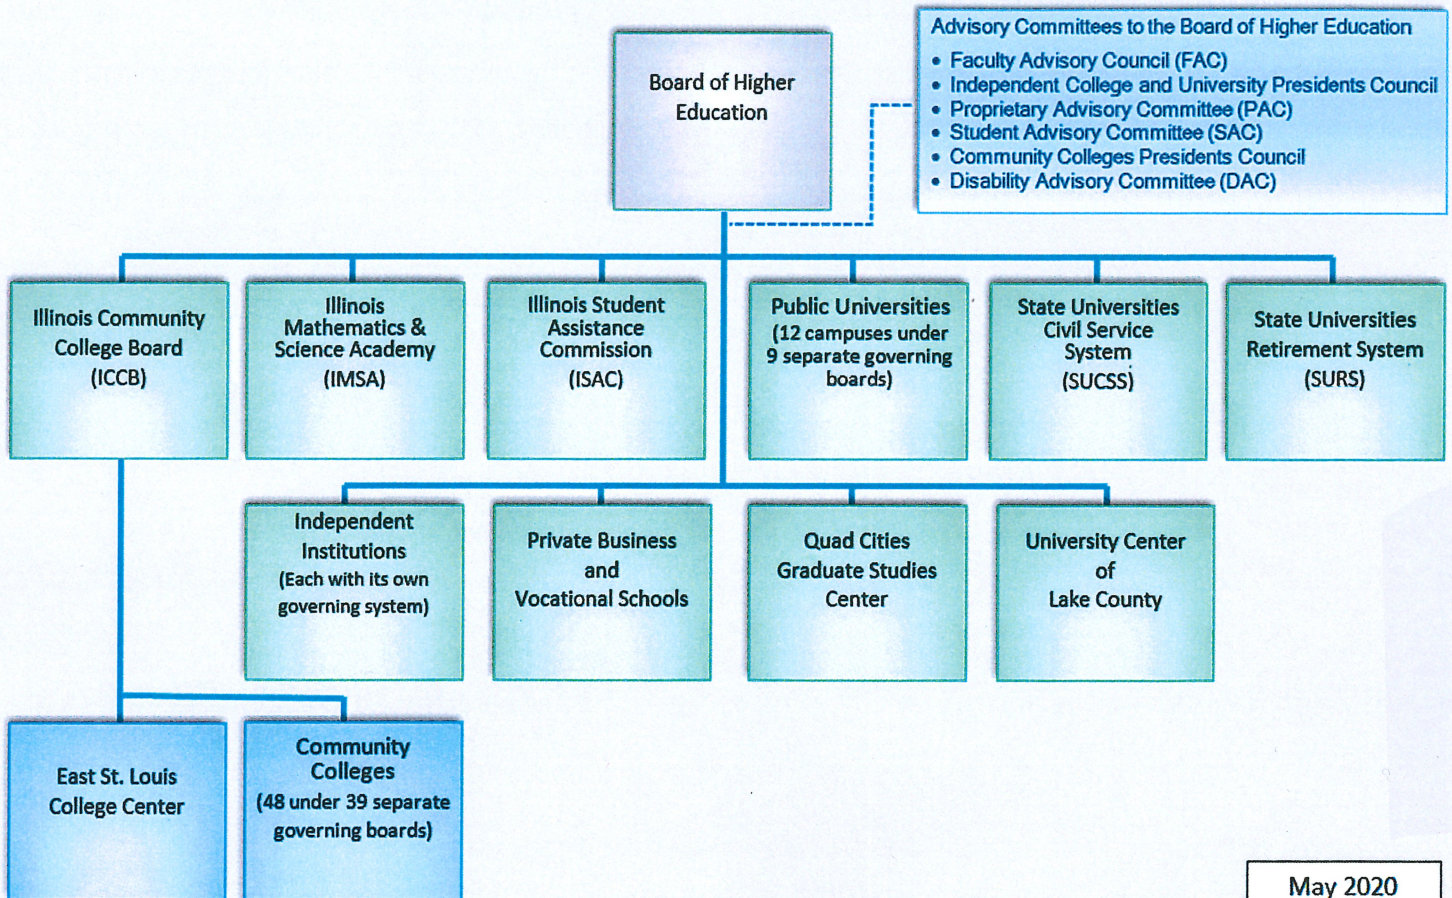 Board of Higher
Education
Advisory Committees to the Board of Higher Education
• Faculty Advisory Council (FAC)
• Independent College and University Presidents Council
• Proprietary Advisory Committee (PAC)
• Student Advisory Committee (SAC)
• Community Colleges Presidents Council
• Disability Advisory Committee (DAC)
Illinois Community
College Board
(ICCB)
Illinois
Mathematics &
Science Academy
(IMSA)
Illinois Student
Assistance
Commission
(ISAC)
Public Universities
(12 campuses under
9 separate governing
boards)
State Universities
Civil Service
System
(SUCSS)
State Universities
Retirement System
(SURS)
Independent
Institutions
(Each with its own
governing system)
Private Business
and
Vocational Schools
Quad Cities
Graduate Studies
Center
University Center
of
Lake County
East St. Louis
College Center
Community
Colleges
(48 under 39 separate
governing boards)
May 2020